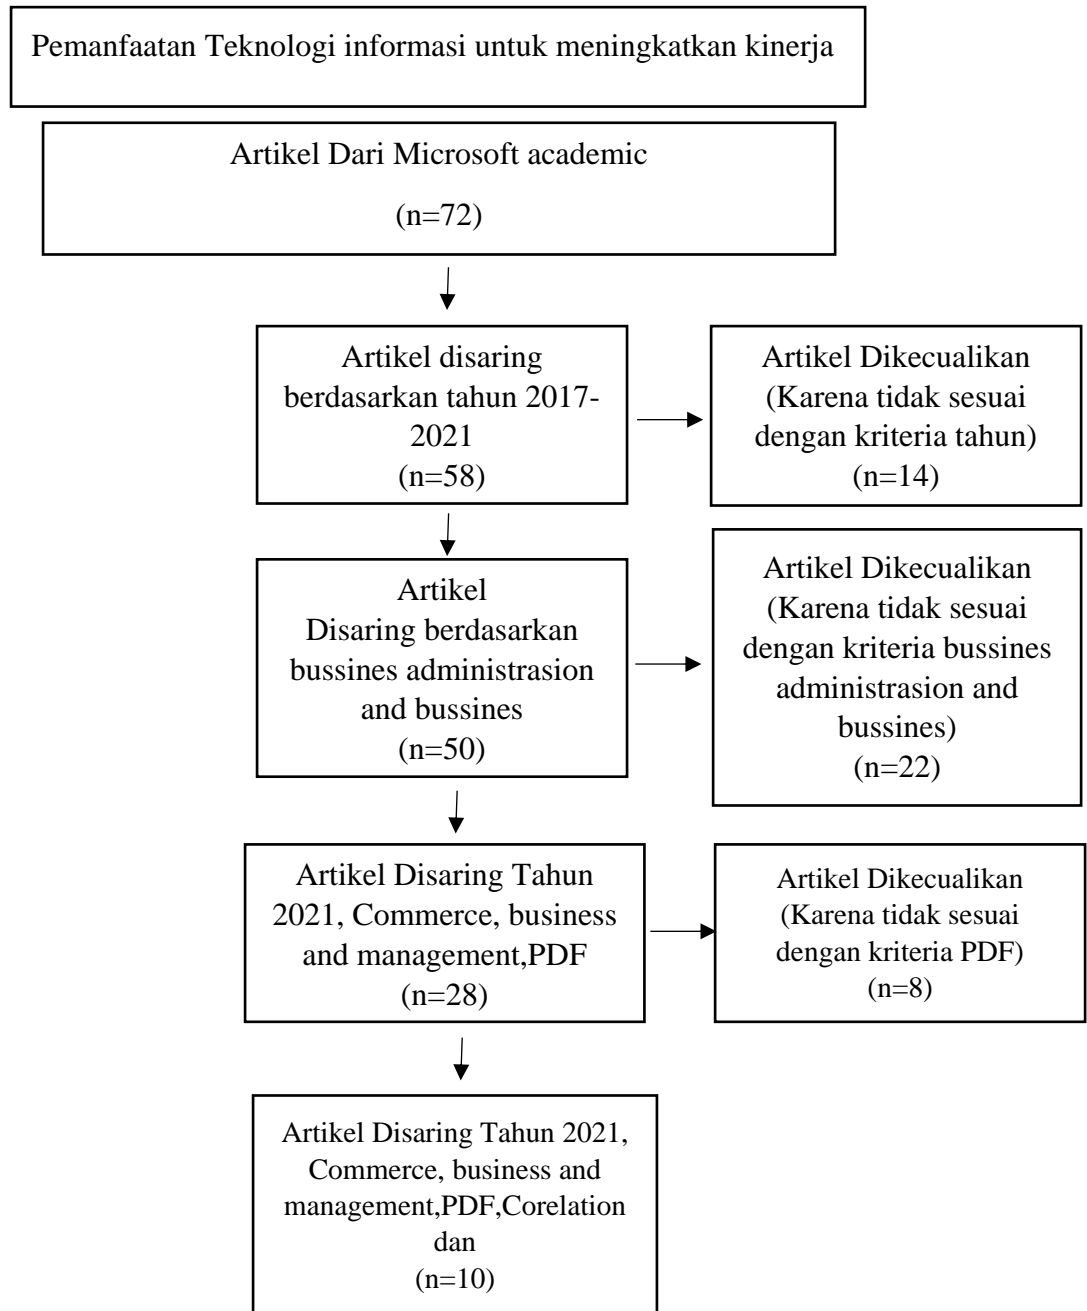 Pemanfaatan Teknologi informasi untuk meningkatkan kinerja
Artikel Dari Microsoft academic
(n=72)
Artikel disaring
berdasarkan tahun 2017-
2021
(n=58)
Artikel Dikecualikan
(Karena tidak sesuai
dengan kriteria tahun)
(n=14)
Artikel
Disaring berdasarkan
bussines administrasion
and bussines
(n=50)
Artikel Dikecualikan
(Karena tidak sesuai
dengan kriteria bussines
administrasion and
bussines)
(n=22)
Artikel Disaring Tahun
2021, Commerce, business
and management,PDF
(n=28)
Artikel Dikecualikan
(Karena tidak sesuai
dengan kriteria PDF)
(n=8)
Artikel Disaring Tahun 2021,
Commerce, business and
management,PDF,Corelation
dan
(n=10)